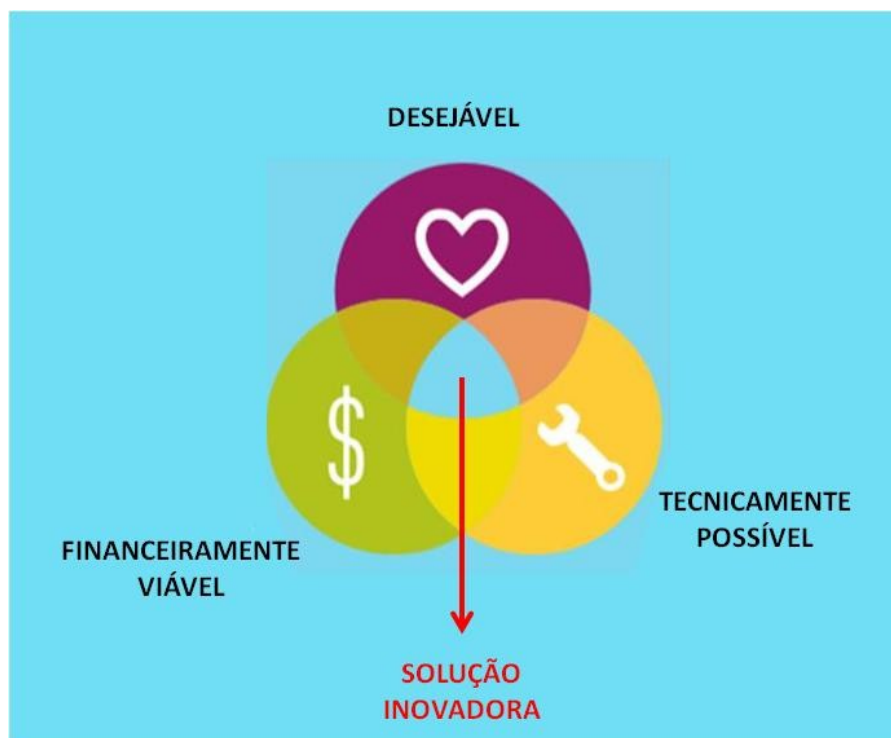 DESEJÁVEL
$
TECNICAMENTE
POSSÍVEL
FINANCEIRAMENTE
VIÁVEL
SOLUÇÃO
INOVADORA